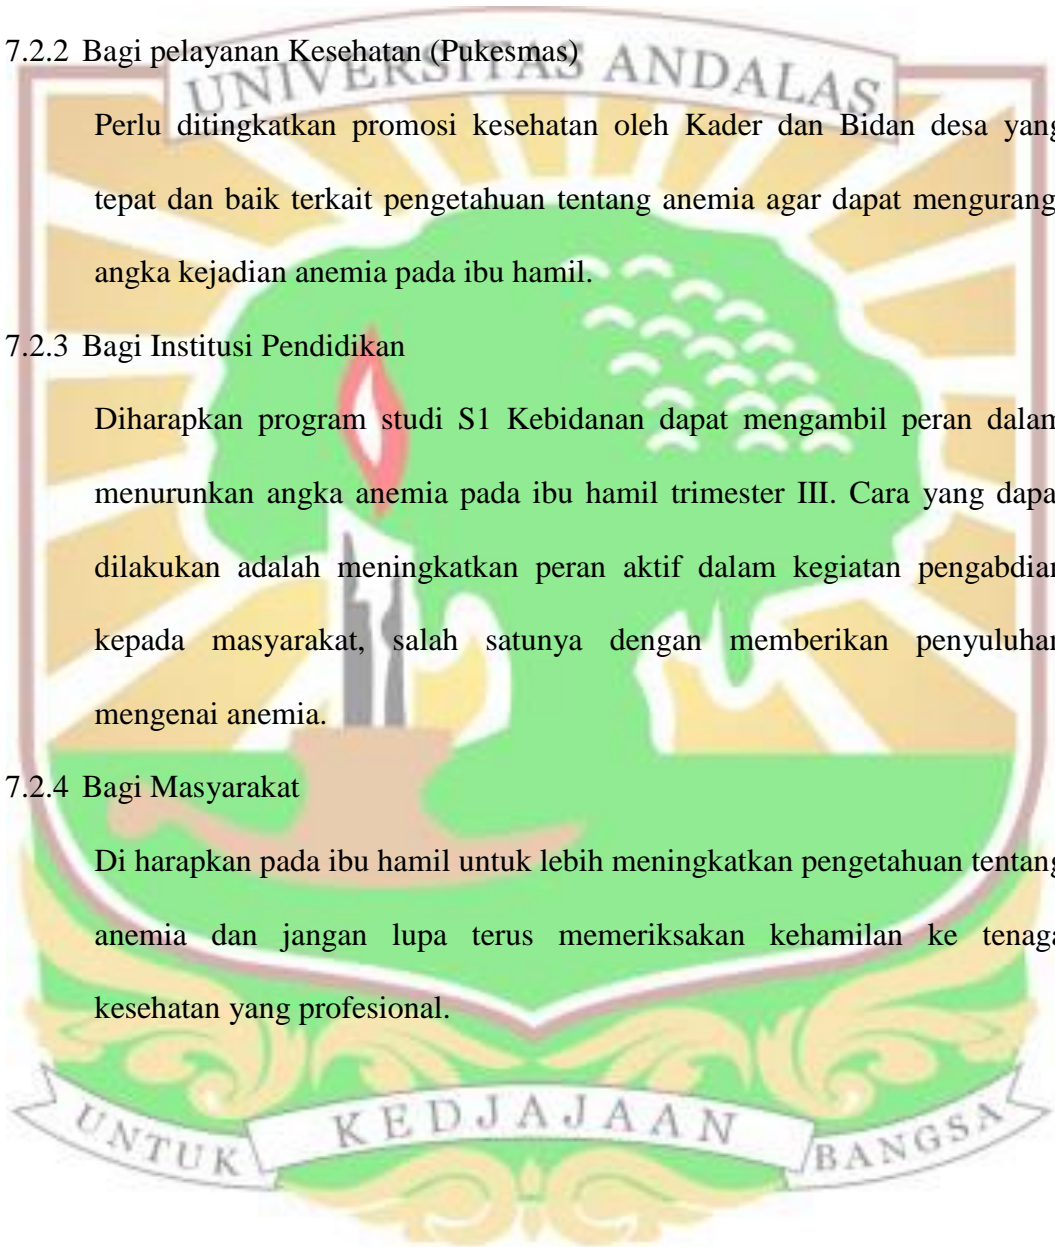 7.2.2 Bagi pelayanan Kesehatan (Pukesmas)
UNIVERSITAS ANDALAS
Perlu ditingkatkan promosi kesehatan oleh Kader dan Bidan desa yang
tepat dan baik terkait pengetahuan tentang anemia agar dapat mengurangi
angka kejadian anemia pada ibu hamil.
7.2.3 Bagi Institusi Pendidikan
Diharapkan program studi S1 Kebidanan dapat mengambil peran dalam
menurunkan angka anemia pada ibu hamil trimester III. Cara yang dapat
dilakukan adalah meningkatkan peran aktif dalam kegiatan pengabdian
kepada masyarakat, salah satunya dengan memberikan penyuluhan
mengenai anemia.
7.2.4 Bagi Masyarakat
Di harapkan pada ibu hamil untuk lebih meningkatkan pengetahuan tentang
anemia dan jangan lupa terus memeriksakan kehamilan ke tenaga
kesehatan yang profesional.
UNTUK KEDJAJAAN BANGSA